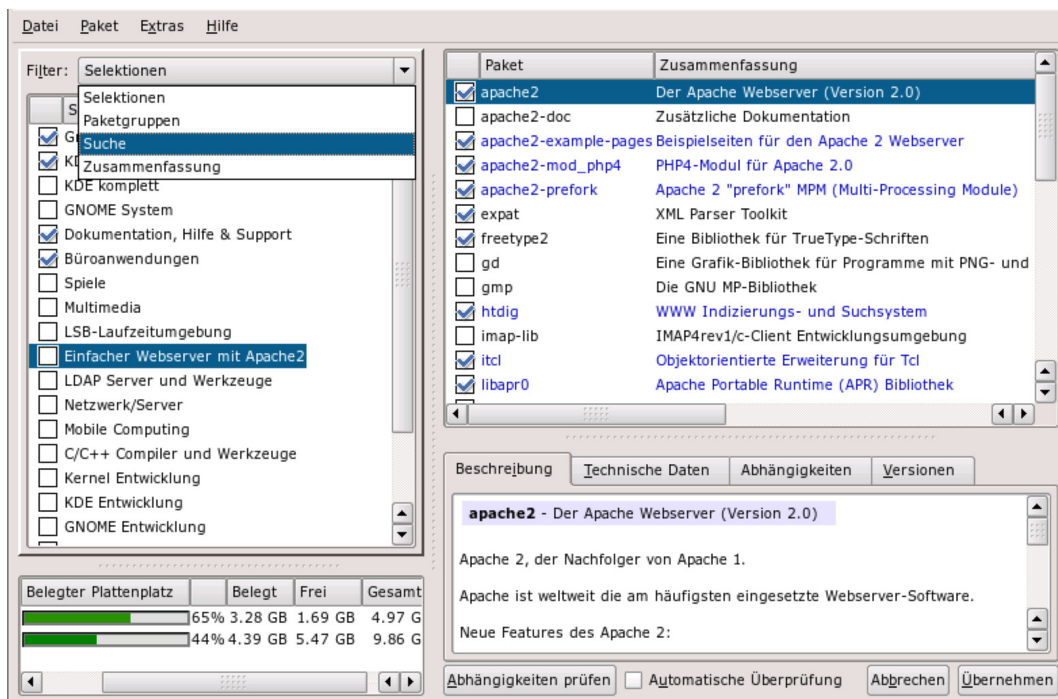 Datei Paket Extras Hilfe
Filter: Selektionen
Selektionen
Paketgruppen
Suche
Zusammenfassung
KDE komplett
GNOME System
Dokumentation, Hilfe & Support
Büroanwendungen
Spiele
Multimedia
LSB-Laufzeitumgebung
Einfacher Webserver mit Apache2
LDAP Server und Werkzeuge
Netzwerk/Server
Mobile Computing
C/C++ Compiler und Werkzeuge
Kernel Entwicklung
KDE Entwicklung
GNOME Entwicklung
Belegter Plattenplatz Belegt Frei Gesamt
65% 3.28 GB 1.69 GB 4.97 G
44% 4.39 GB 5.47 GB 9.86 G
Paket Zusammenfassung
apache2 Der Apache Webserver (Version 2.0)
apache2-doc Zusätzliche Dokumentation
apache2-example-pages Beispielseiten für den Apache 2 Webserver
apache2-mod_php4 PHP4-Modul für Apache 2.0
apache2-prefork Apache 2 "prefork" MPM (Multi-Processing Module)
expat XML Parser Toolkit
freetype2 Eine Bibliothek für TrueType-Schriften
gd Eine Grafik-Bibliothek für Programme mit PNG- und
gmp Die GNU MP-Bibliothek
htdig WWW Indizierungs- und Suchsystem
imap-lib IMAP4rev1/c-Client Entwicklungsumgebung
itcl Objektorientierte Erweiterung für Tcl
libapr0 Apache Portable Runtime (APR) Bibliothek
Beschreibung Technische Daten Abhängigkeiten Versionen
apache2 - Der Apache Webserver (Version 2.0)
Apache 2, der Nachfolger von Apache 1.
Apache ist weltweit die am häufigsten eingesetzte Webserver-Software.
Neue Features des Apache 2:
Abhängigkeiten prüfen Automatische Überprüfung Abbrechen Übernehmen